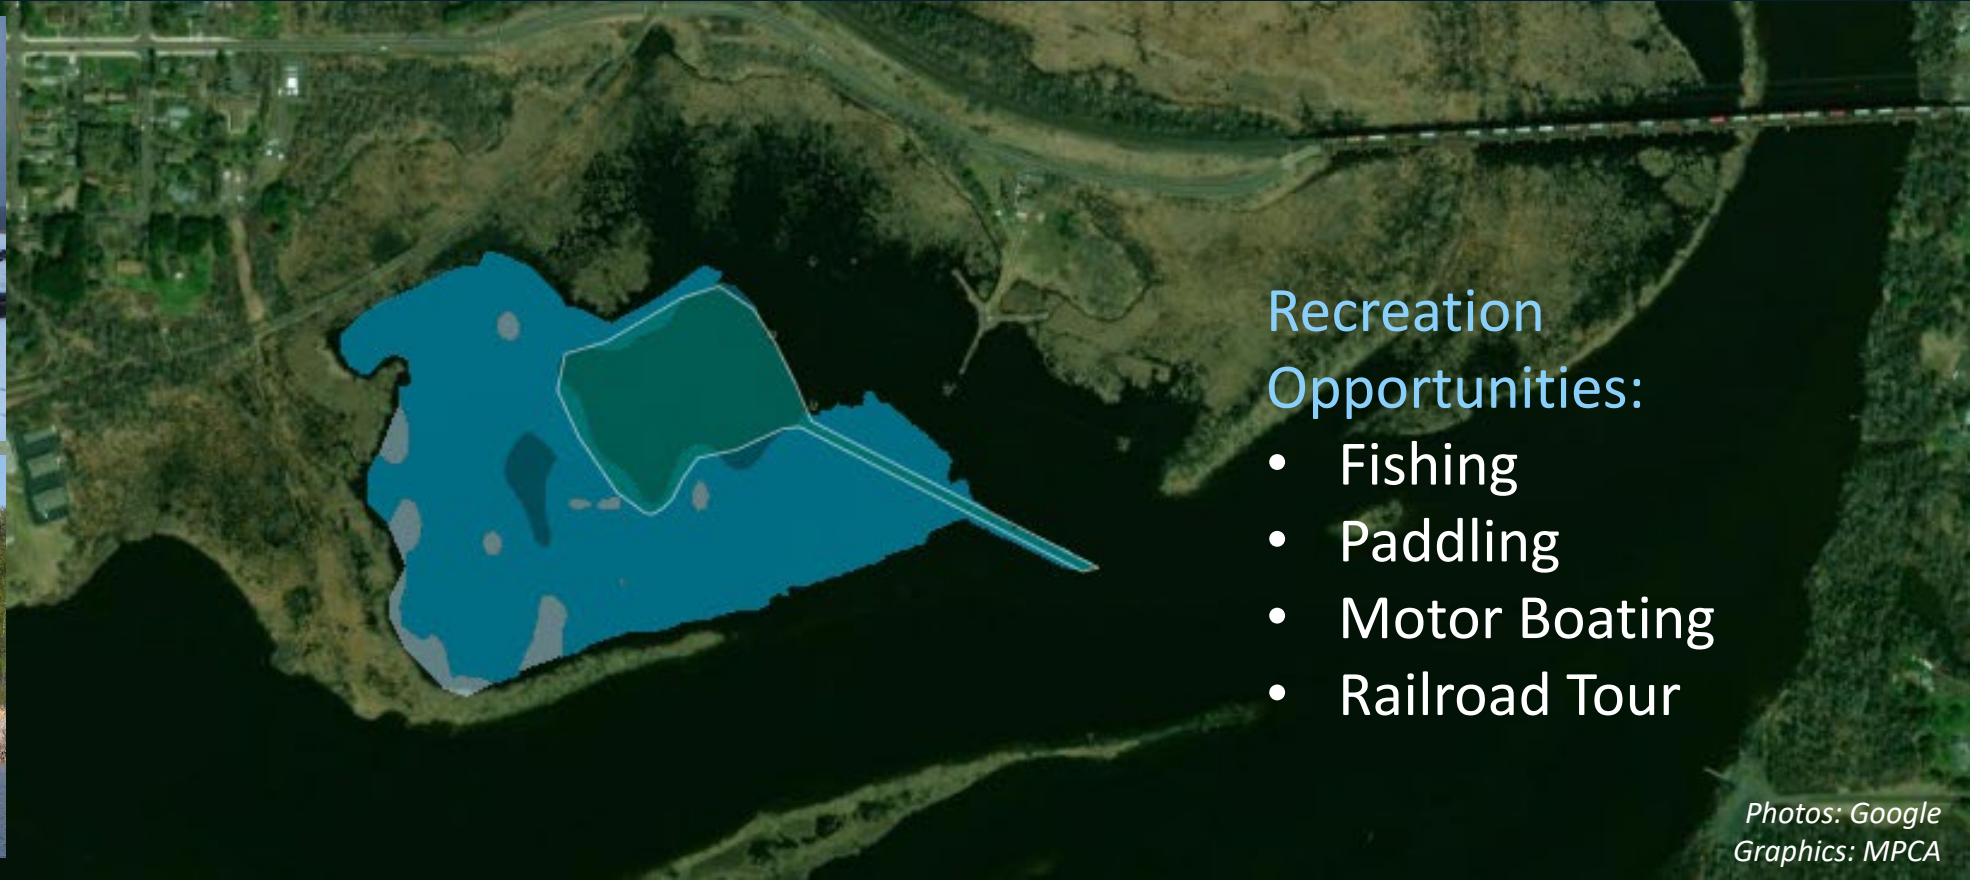 Recreation
Opportunities:
• Fishing
• Paddling
• Motor Boating
• Railroad Tour
Photos: Google
Graphics: MPCA